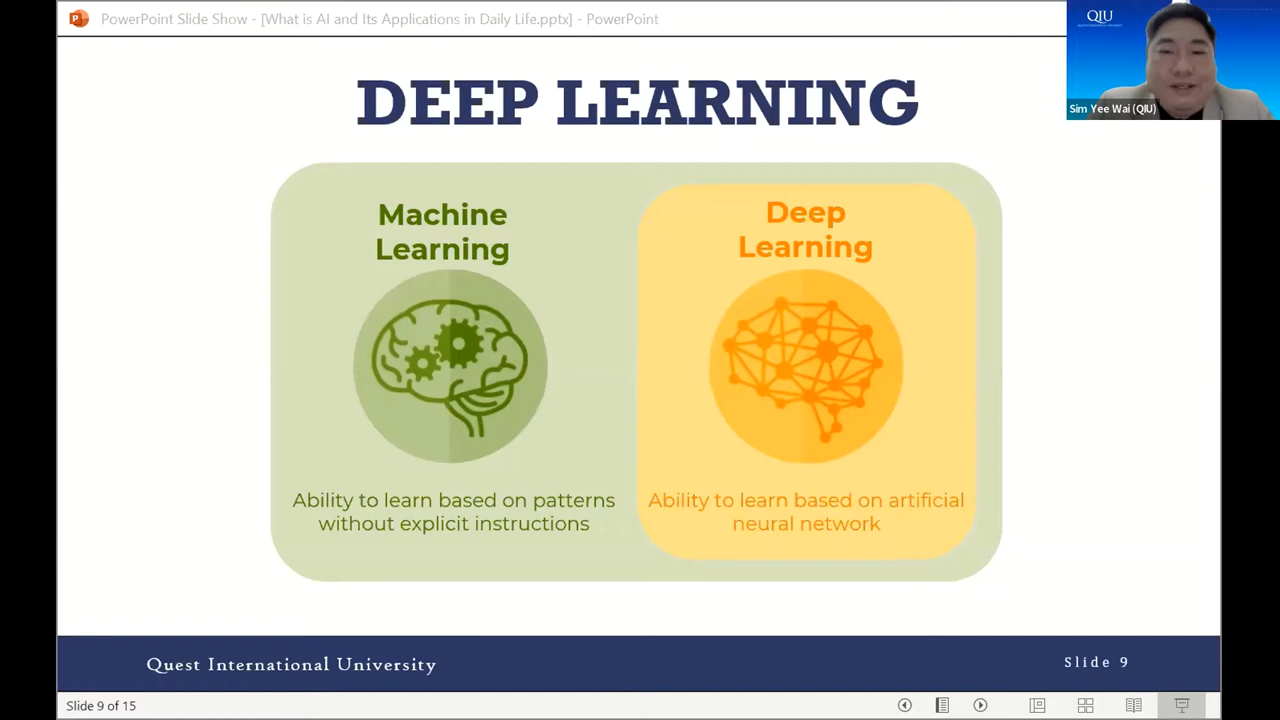 PowerPoint Slide Show - [What is AI and Its Applications in Daily Life.pptx] - PowerPoint
QIU
Sim Yee Wai (QIU)
DEEP LEARNING
Machine
Learning
Ability to learn based on patterns
without explicit instructions
Deep
Learning
Ability to learn based on artificial
neural network
Quest International University
Slide 9
Slide 9 of 15